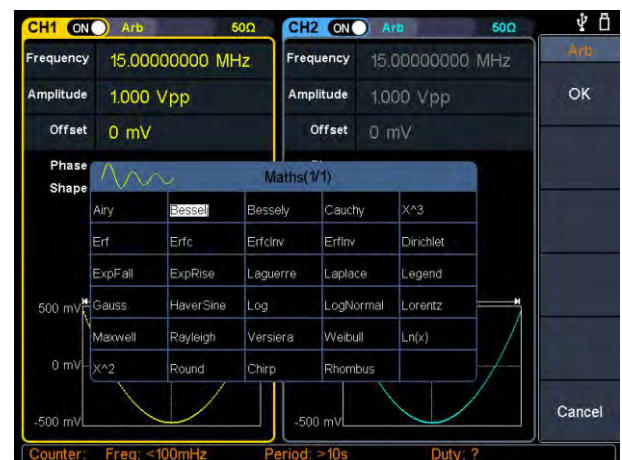 CH1 ON Arb 50Ω CH2 ON Arb 50Ω
Arb
Frequency 15.00000000 MHz Frequency 15.00000000 MHz
Amplitude 1.000 Vpp Amplitude 1.000 Vpp
OK
Offset 0 mV Offset 0 mV
Phase
Shape
Maths(1/1)
Airy Besselj Bessely Cauchy X^3
Erf Erfc ErfcInv ErfInv Dirichlet
ExpFall ExpRise Laguerre Laplace Legend
Gauss HaverSine Log LogNormal Lorentz
Maxwell Rayleigh Versiera Weibull Ln(x)
X^2 Round Chirp Rhombus
500 mV
0 mV
-500 mV -500 mV
Cancel
Counter: Freq: <100mHz Period: >10s Duty: ?